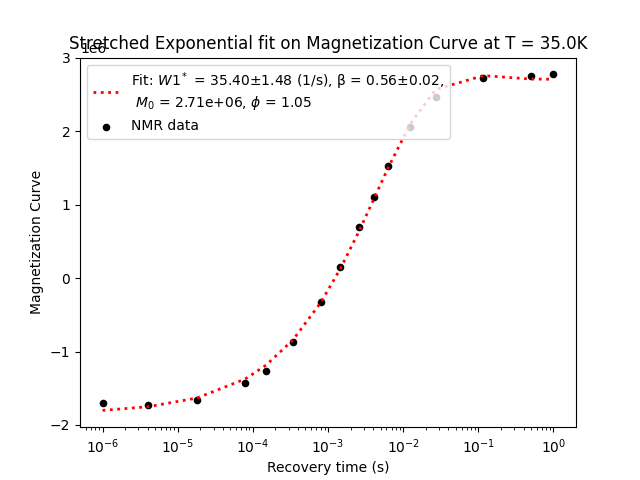 Stretched Exponential fit on Magnetization Curve at T = 35.0K
1e6
Fit: W1* = 35.40±1.48 (1/s), β = 0.56±0.02,
M₀ = 2.71e+06, ϕ = 1.05
NMR data
3
2
1
0
−1
−2
Magnetization Curve
10⁻⁶ 10⁻⁵ 10⁻⁴ 10⁻³ 10⁻² 10⁻¹ 10⁰
Recovery time (s)